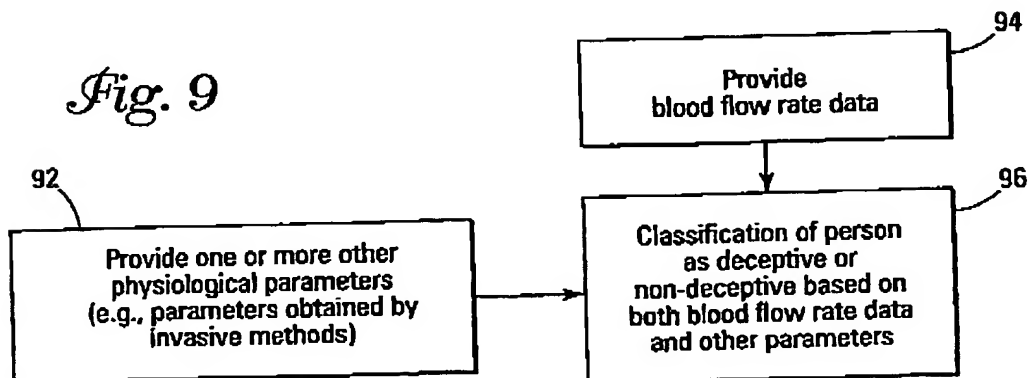 Fig. 9
94
Provide
blood flow rate data
92
Provide one or more other
physiological parameters
(e.g., parameters obtained by
invasive methods)
96
Classification of person
as deceptive or
non-deceptive based on
both blood flow rate data
and other parameters